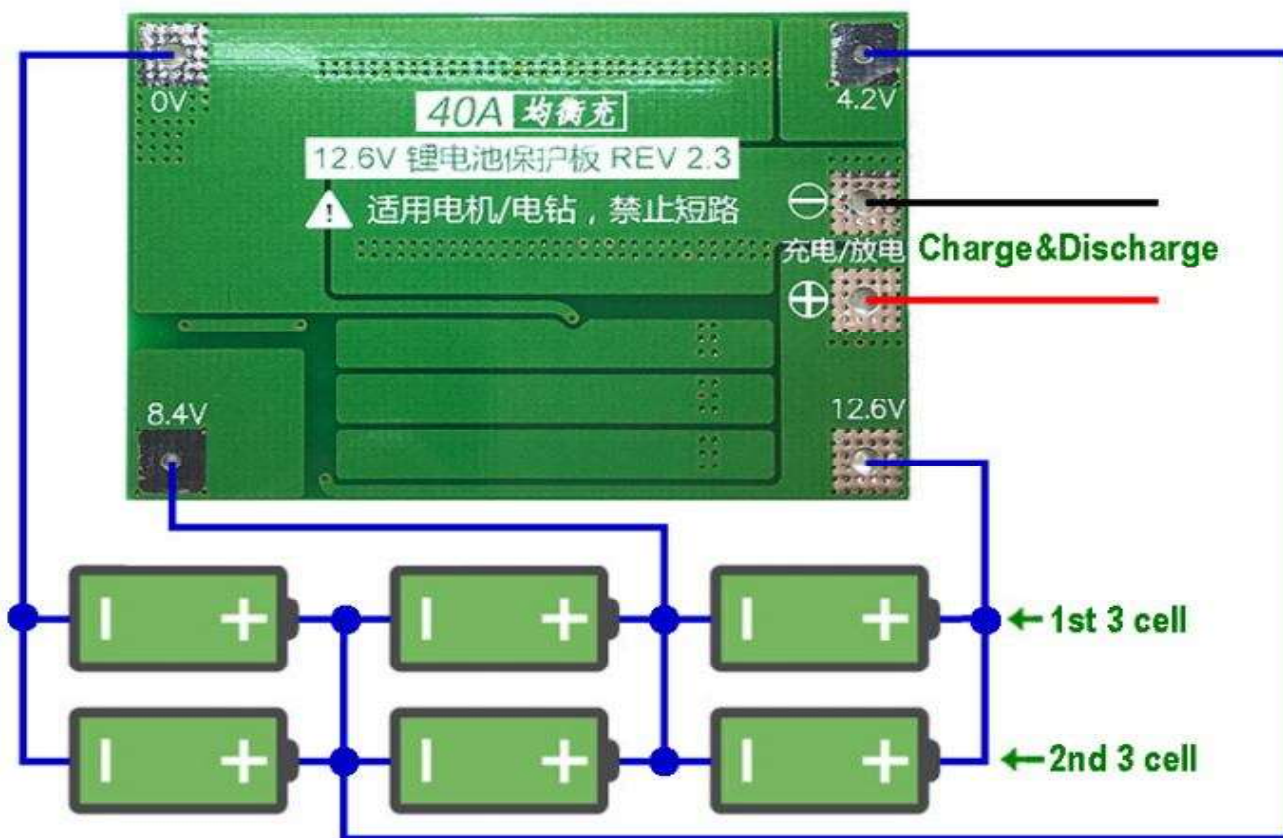 0V
4.2V
40A 均衡充
12.6V 锂电池保护板 REV 2.3
! 适用电机/电钻，禁止短路
−
充电/放电 Charge&Discharge
+
8.4V
12.6V
− + − + − +
←1st 3 cell
− + − + − +
←2nd 3 cell